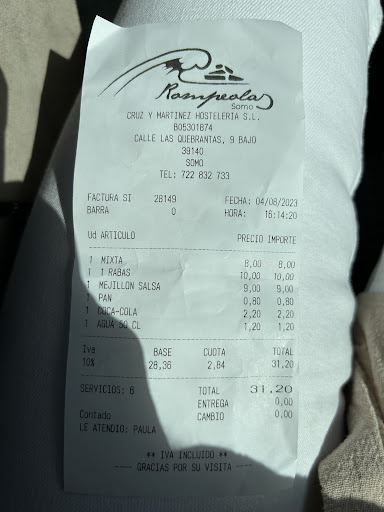 Rompeolas
Somo
CRUZ Y MARTINEZ HOSTELERIA S.L.
B05301874
CALLE LAS QUEBRANTAS, 9 BAJO
39140
SOMO
TEL: 722 832 733
FACTURA SI 28149 FECHA: 04/08/2023
BARRA 0 HORA: 16:14:20
Ud ARTICULO PRECIO IMPORTE
1 MIXTA 8,00 8,00
1 1 RABAS 10,00 10,00
1 MEJILLON SALSA 9,00 9,00
1 PAN 0,80 0,80
1 COCA-COLA 2,20 2,20
1 AGUA 50 CL 1,20 1,20
Iva BASE CUOTA TOTAL
10% 28,36 2,84 31,20
SERVICIOS: 6 TOTAL 31,20
ENTREGA 0,00
Contado CAMBIO 0,00
LE ATENDIO: PAULA
** IVA INCLUIDO **
---- GRACIAS POR SU VISITA ----